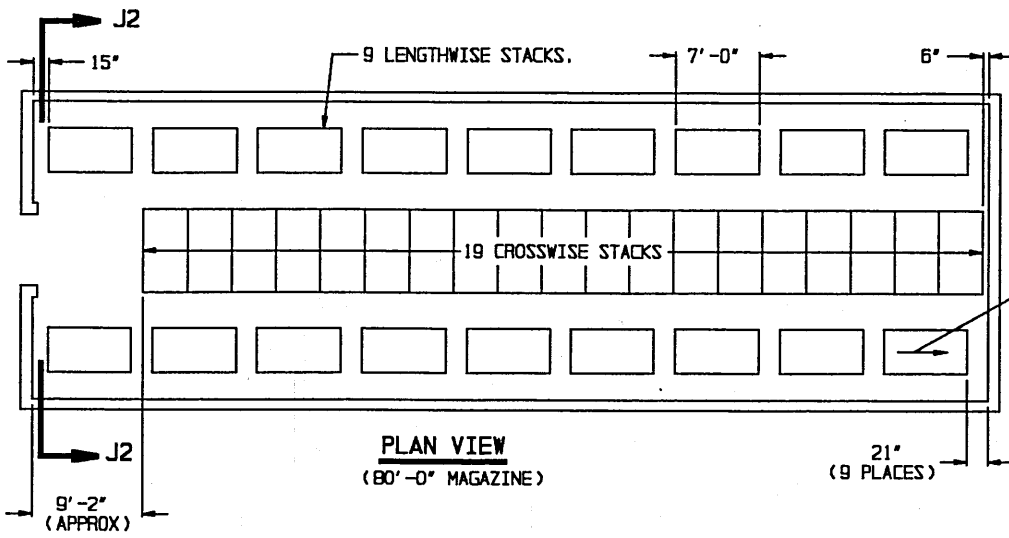 J2
15"
9 LENGTHWISE STACKS.
7'-0"
6"
19 CROSSWISE STACKS
J2
PLAN VIEW
(80'-0" MAGAZINE)
21"
(9 PLACES)
9'-2"
(APPROX)